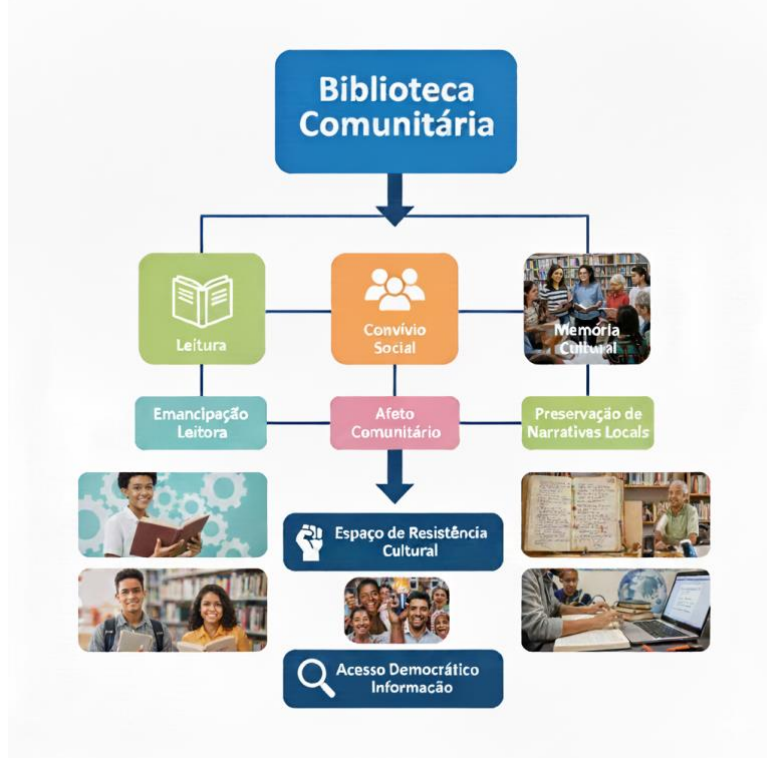 Biblioteca
Comunitária
Leitura
Convívio
Social
Memória
Cultural
Emancipação
Leitora
Afeto
Comunitário
Preservação de
Narratives Locals
Espaço de Resistência
Cultural
Acesso Democrático
Informação